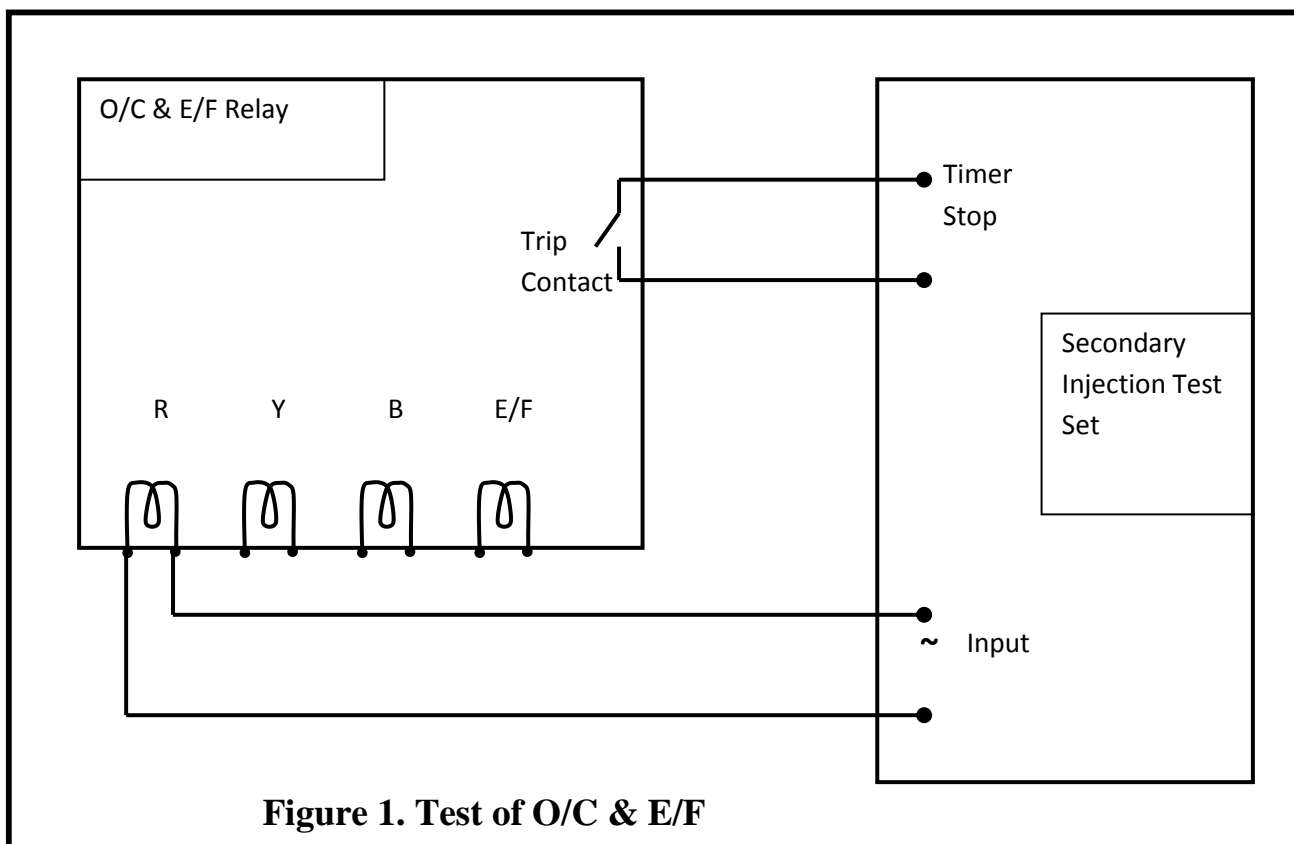 O/C & E/F Relay
Timer
Stop
Trip
Contact
Secondary
Injection Test
Set
R Y B E/F
~ Input
Figure 1. Test of O/C & E/F